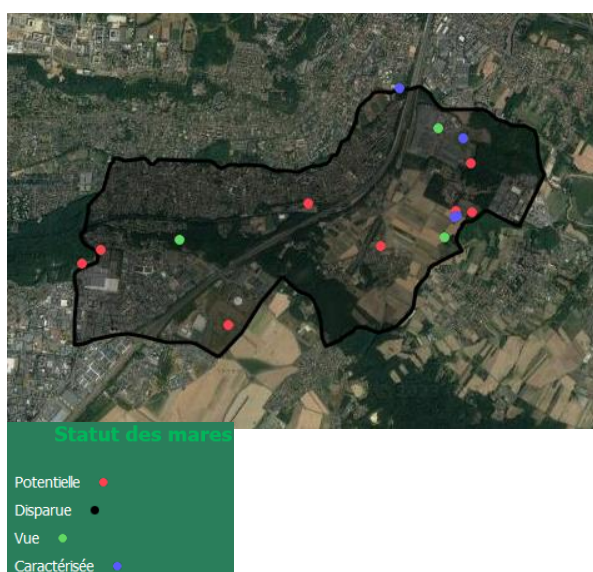 Statut des mares
Potentielle
Disparue
Vue
Caractérisée